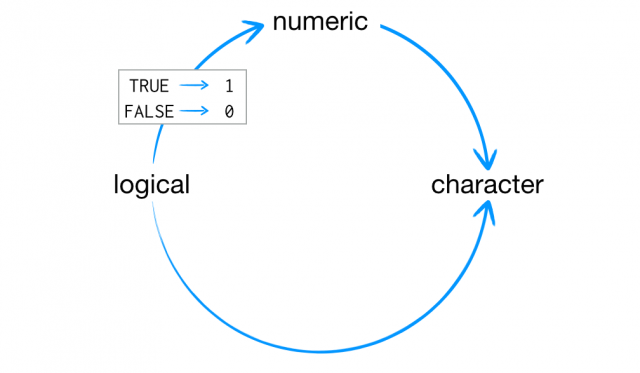 numeric
TRUE → 1
FALSE → 0
logical
character